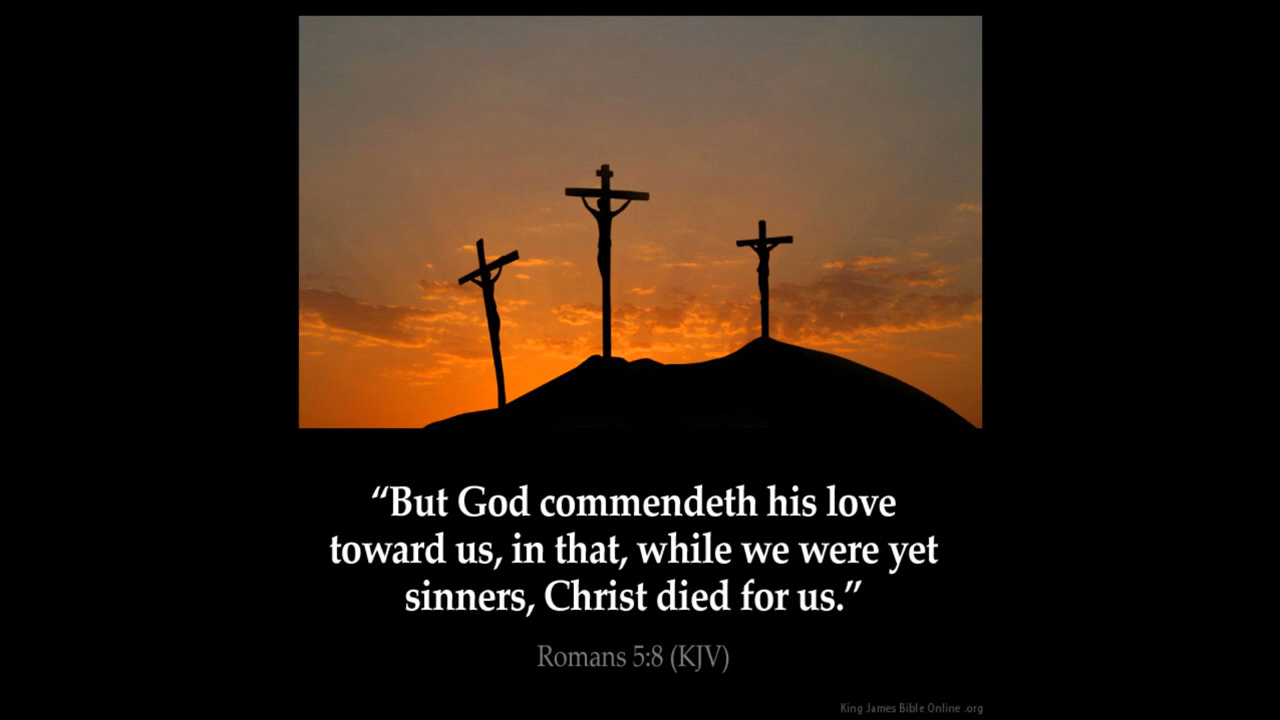 “But God commendeth his love
toward us, in that, while we were yet
sinners, Christ died for us.”
Romans 5:8 (KJV)
King James Bible Online .org